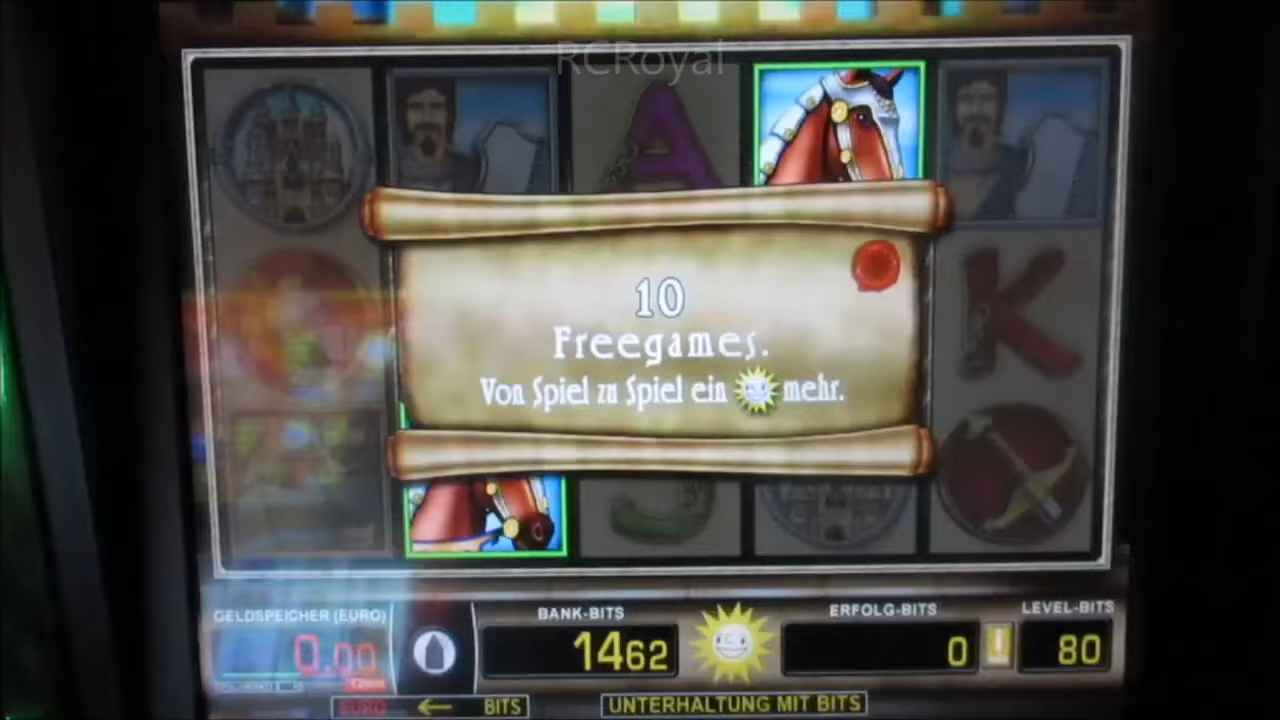 RCRoyal
A
10
Freegames.
Von Spiel zu Spiel ein mehr.
K
J
GELDSPEICHER (EURO)
BANK-BITS
ERFOLG-BITS
LEVEL-BITS
0.00
1462
0
80
EURO ← BITS
UNTERHALTUNG MIT BITS